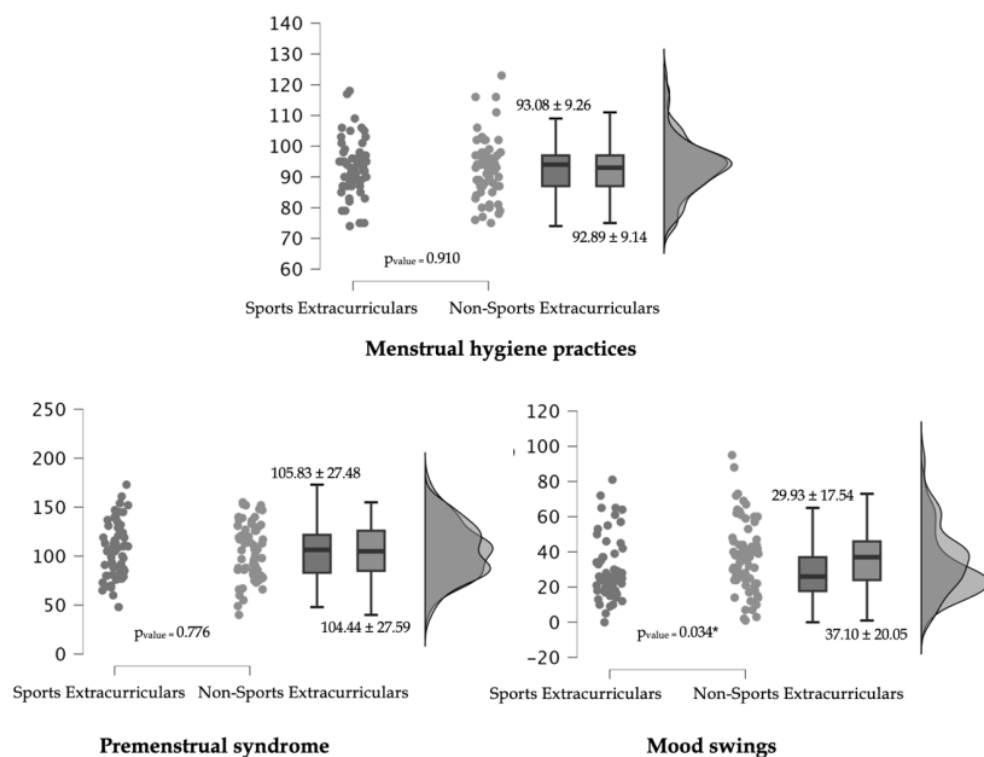 140
130
120
110
100
90
80
70
60
93.08 ± 9.26
92.89 ± 9.14
pvalue = 0.910
Sports Extracurriculars Non-Sports Extracurriculars
Menstrual hygiene practices
250
200
150
100
50
0
105.83 ± 27.48
104.44 ± 27.59
pvalue = 0.776
Sports Extracurriculars Non-Sports Extracurriculars
Premenstrual syndrome
120
100
80
60
40
20
0
-20
29.93 ± 17.54
37.10 ± 20.05
pvalue = 0.034*
Sports Extracurriculars Non-Sports Extracurriculars
Mood swings